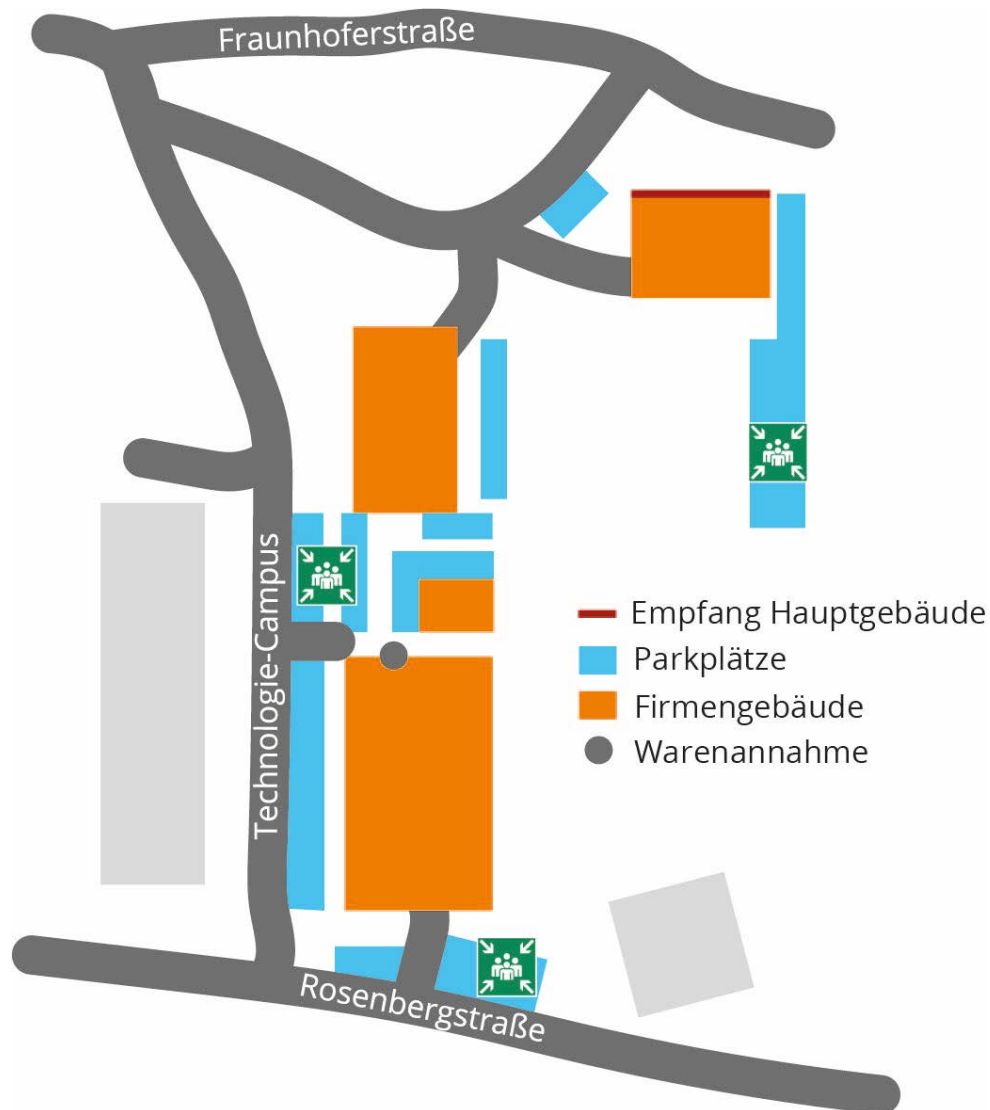 Fraunhoferstraße
Technologie-Campus
Empfang Hauptgebäude
Parkplätze
Firmengebäude
Warenannahme
Rosenbergstraße